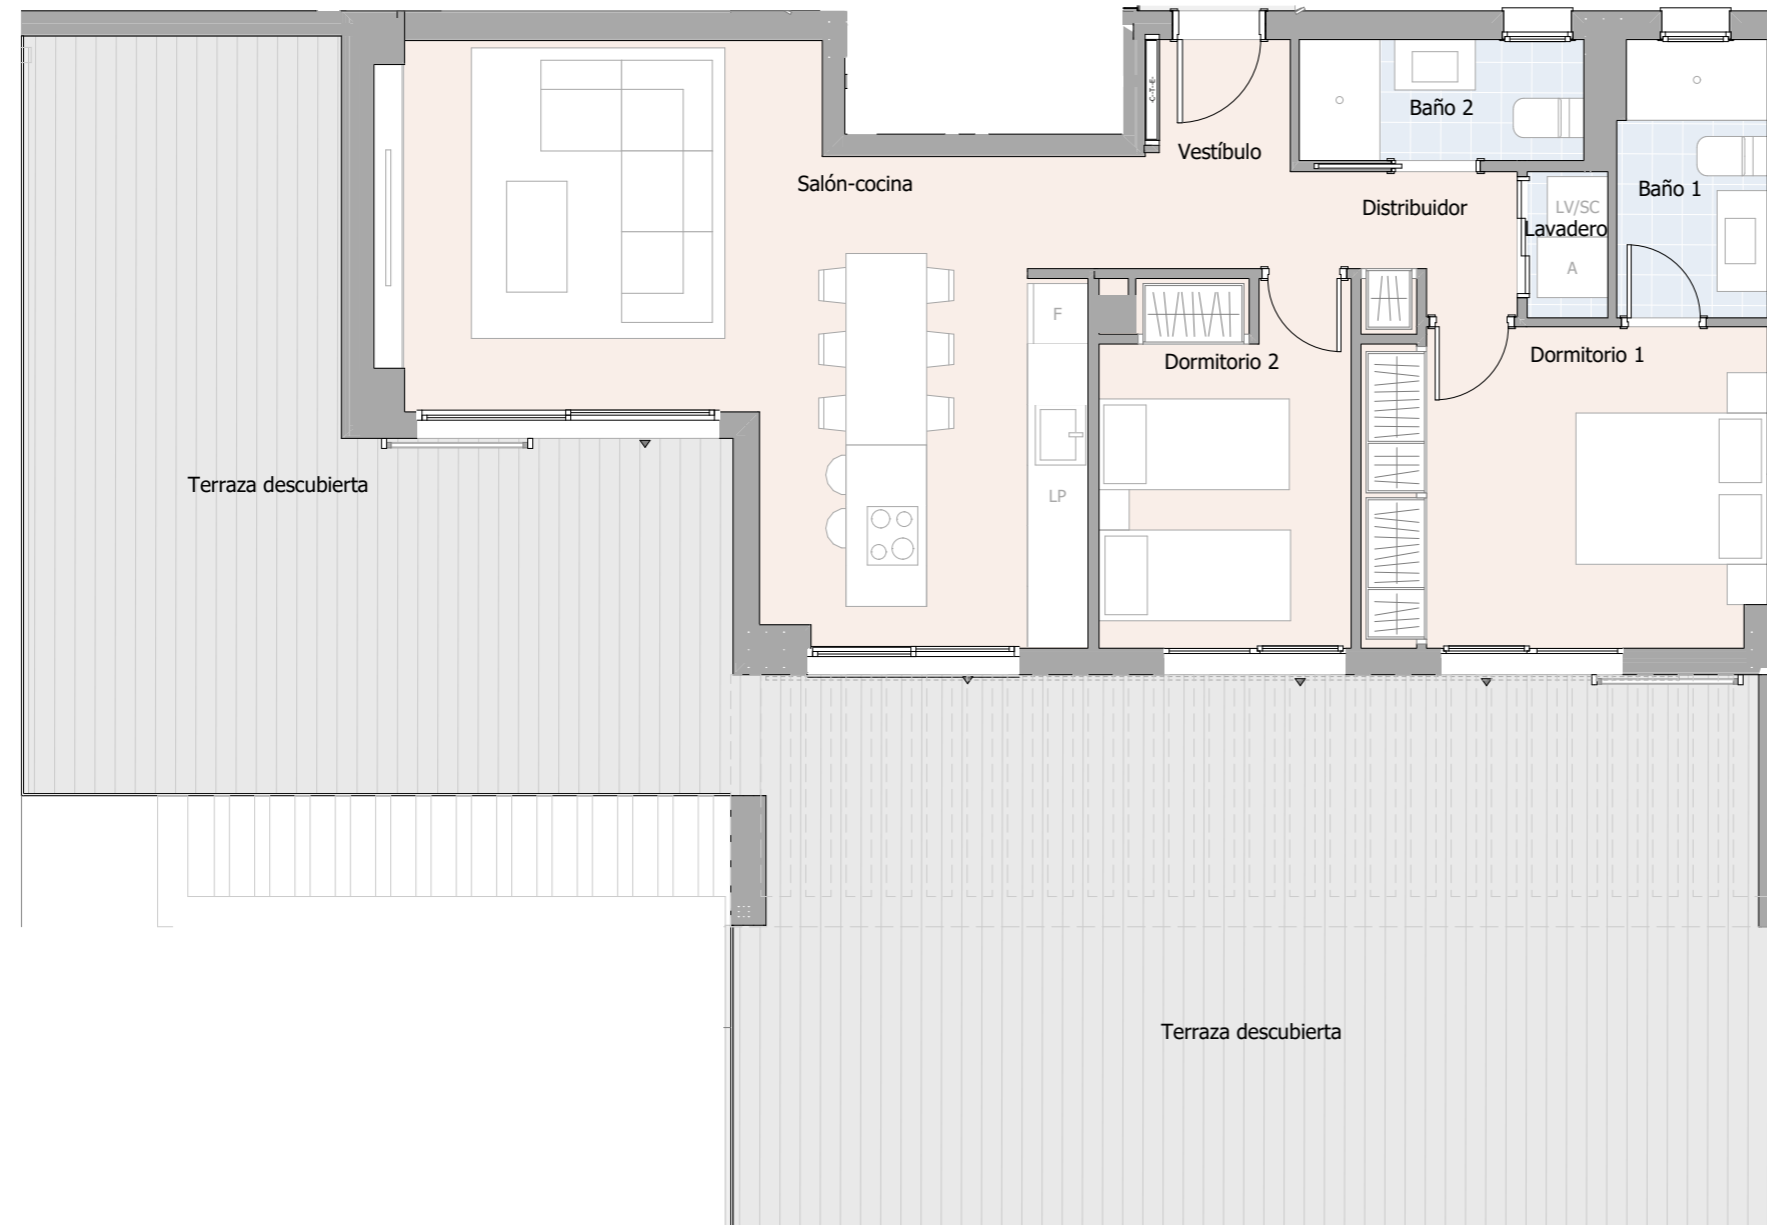 C-T-E-
Baño 2
Vestíbulo
Salón-cocina
Baño 1
Distribuidor
LV/SC
Lavadero
A
F
Dormitorio 2
Dormitorio 1
Terraza descubierta
LP
Terraza descubierta